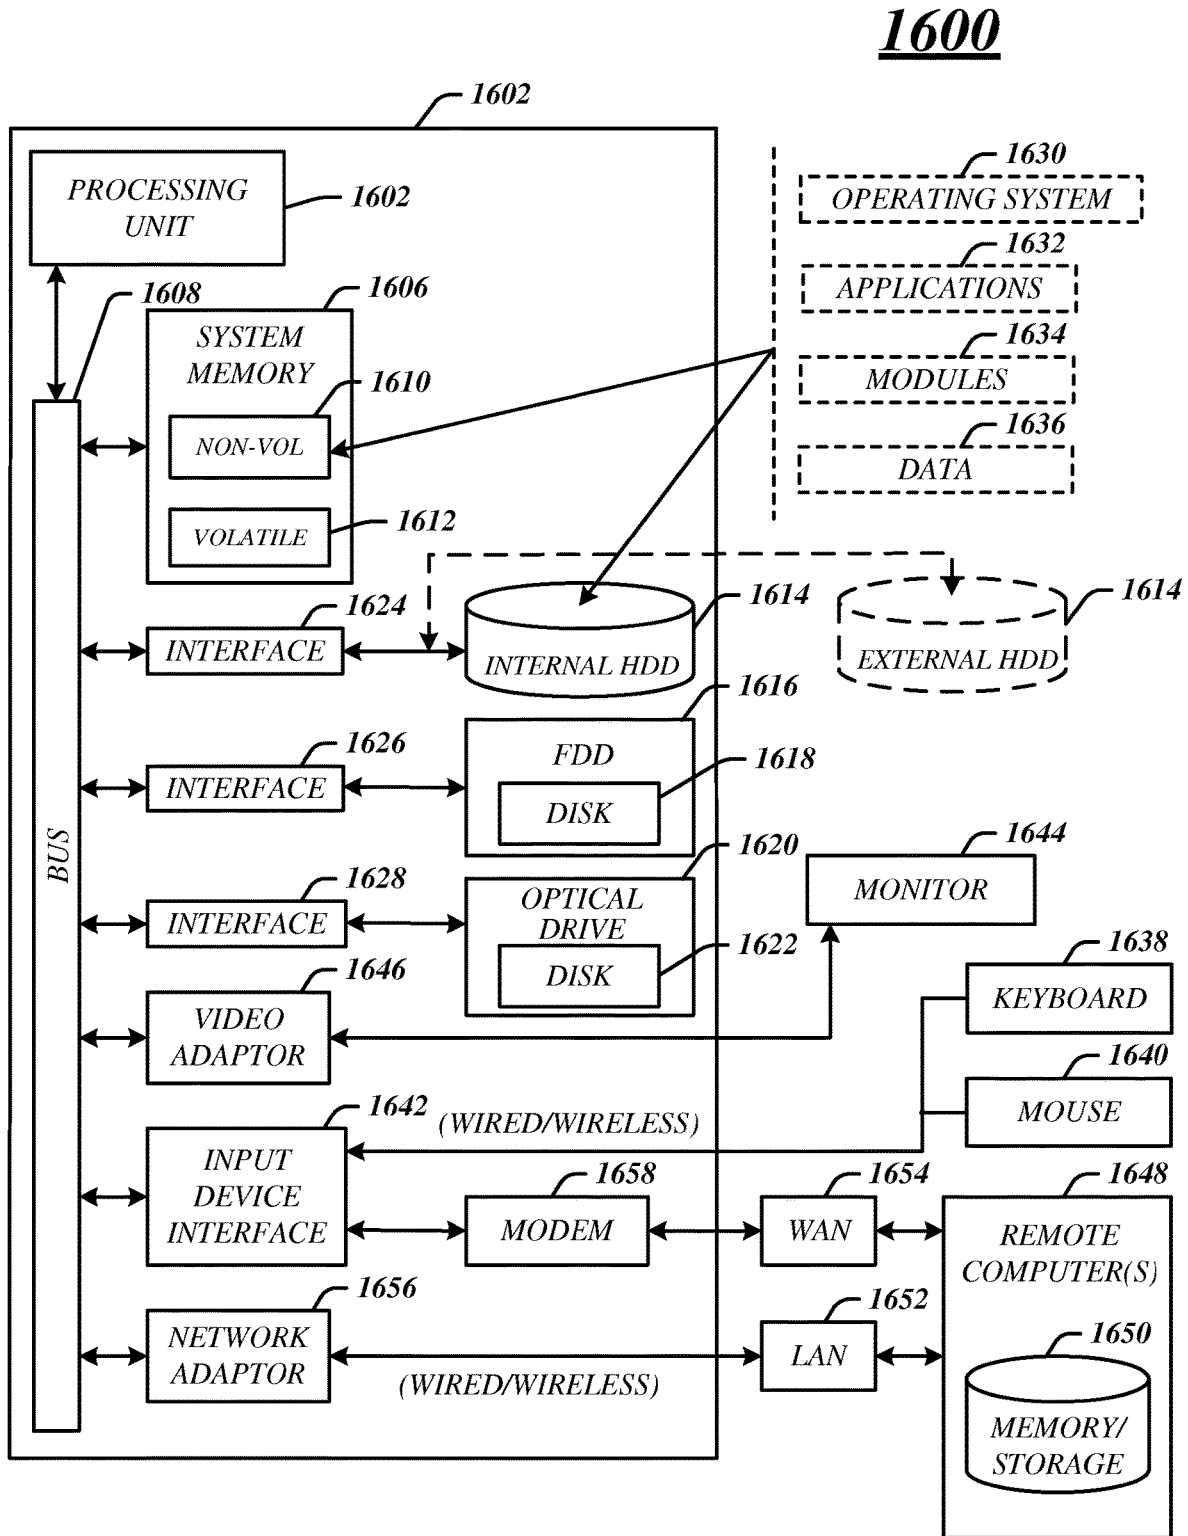 1600
1602
PROCESSING
UNIT
1602
1608
1606
SYSTEM
MEMORY
1610
NON-VOL
1612
VOLATILE
1630
OPERATING SYSTEM
1632
APPLICATIONS
1634
MODULES
1636
DATA
1624
INTERFACE
1614
INTERNAL HDD
1614
EXTERNAL HDD
1616
FDD
1626
INTERFACE
1618
DISK
BUS
1628
INTERFACE
1620
OPTICAL
DRIVE
1622
DISK
1644
MONITOR
1646
VIDEO
ADAPTOR
1638
KEYBOARD
1640
MOUSE
1642
INPUT
DEVICE
INTERFACE
(WIRED/WIRELESS)
1658
MODEM
1654
WAN
1648
REMOTE
COMPUTER(S)
1656
NETWORK
ADAPTOR
(WIRED/WIRELESS)
1652
LAN
1650
MEMORY/
STORAGE